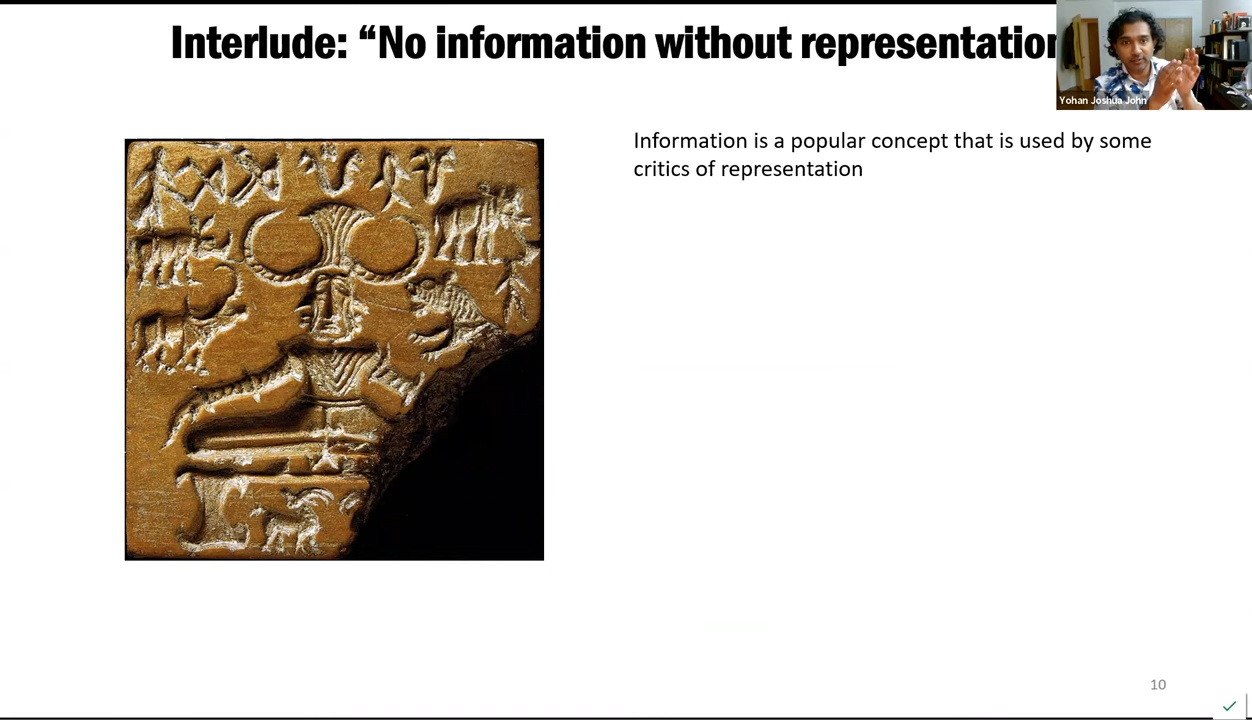 Interlude: “No information without representation
Yohan Joshua John
Information is a popular concept that is used by some
critics of representation
10